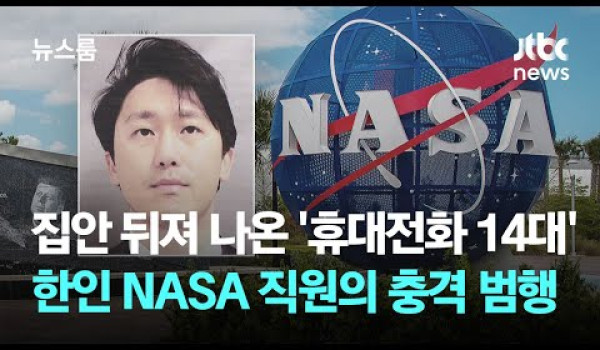 뉴스룸
jtbc
news
NASA
집안 뒤져 나온 '휴대전화 14대'
한인 NASA 직원의 충격 범행